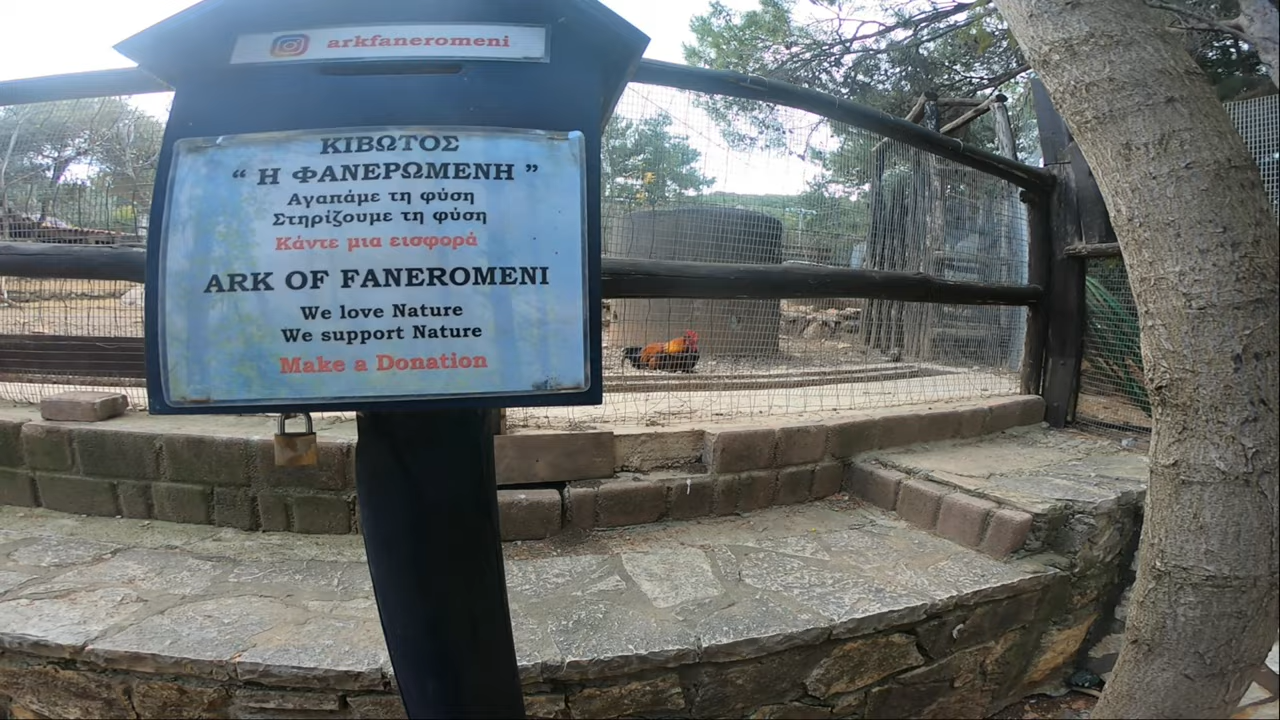 arkfaneromeni
ΚΙΒΩΤΟΣ
“ Η ΦΑΝΕΡΩΜΕΝΗ ”
Αγαπάμε τη φύση
Στηρίζουμε τη φύση
Κάντε μια εισφορά
ARK OF FANEROMENI
We love Nature
We support Nature
Make a Donation